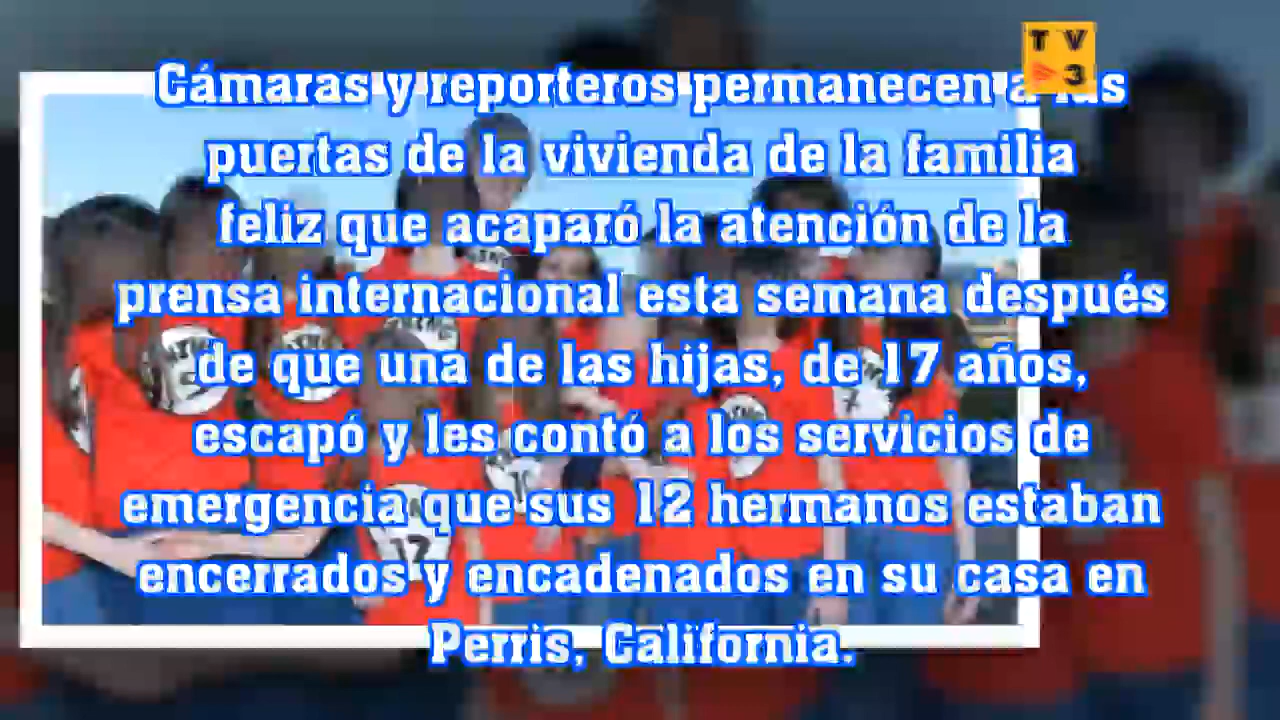 TV
3
Cámaras y reporteros permanecen a las
puertas de la vivienda de la familia
feliz que acaparó la atención de la
prensa internacional esta semana después
de que una de las hijas, de 17 años,
escapó y les contó a los servicios de
emergencia que sus 12 hermanos estaban
encerrados y encadenados en su casa en
Perris, California.